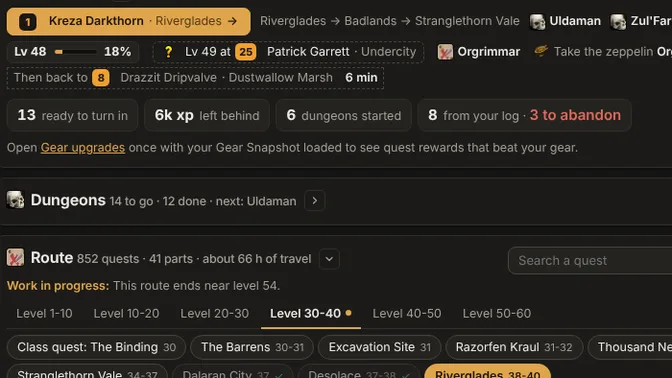 1 Kreza Darkthorn · Riverglades → Riverglades → Badlands → Stranglethorn Vale Uldaman Zul'Far
Lv 48 18% ? Lv 49 at 25 Patrick Garrett · Undercity Orgrimmar Take the zeppelin Or
Then back to 8 Drazzit Dripvalve · Dustwallow Marsh 6 min
13 ready to turn in 6k xp left behind 6 dungeons started 8 from your log · 3 to abandon
Open Gear upgrades once with your Gear Snapshot loaded to see quest rewards that beat your gear.
Dungeons 14 to go · 12 done · next: Uldaman
Route 852 quests · 41 parts · about 66 h of travel Search a quest
Work in progress: This route ends near level 54.
Level 1-10 Level 10-20 Level 20-30 Level 30-40 Level 40-50 Level 50-60
Class quest: The Binding 30 The Barrens 30-31 Excavation Site 31 Razorfen Kraul 31-32 Thousand Ne
Stranglethorn Vale 34-37 Dalaran City 37 ✓ Desolace 37-38 ✓ Riverglades 38-40